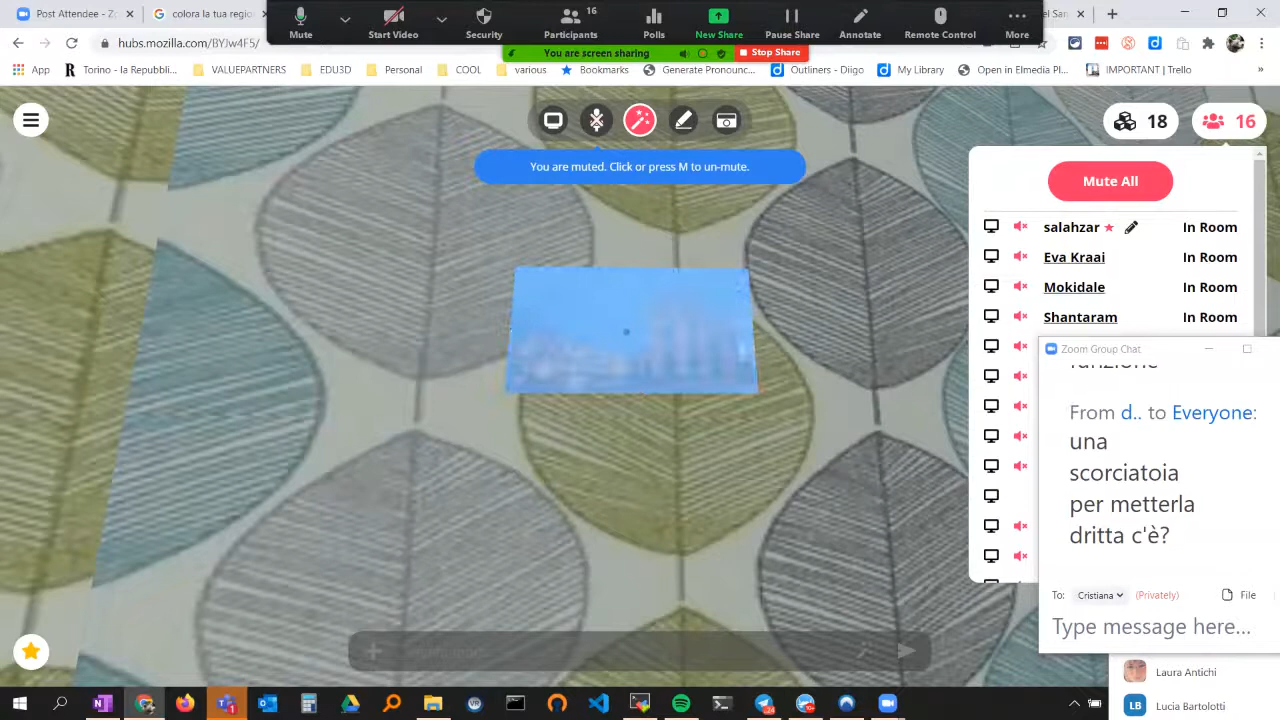 Post Attendee - Z
colora la tua region
16
Mute
Start Video
Security
Participants
Polls
New Share
Pause Share
Annotate
Remote Control
More
You are screen sharing
Stop Share
hubs.mozilla.com/BYJw4F5/
App
Torino - la Repubbli...
VALUEPARTNERS
EDU3D
Personal
COOL
various
Bookmarks
Generate Pronounc...
Outliners - Diigo
My Library
Open in Elmedia Pl...
IMPORTANT | Trello
»
You are muted. Click or press M to un-mute.
18
16
Mute All
salahzar
In Room
Eva Kraai
In Room
Mokidale
In Room
Shantaram
In Room
Zoom Group Chat
funzione
From d.. to Everyone:
una
scorciatoia
per metterla
dritta c'è?
To: Cristiana (Privately)
File
Type message here...
Laura Antichi
LB Lucia Bartolotti